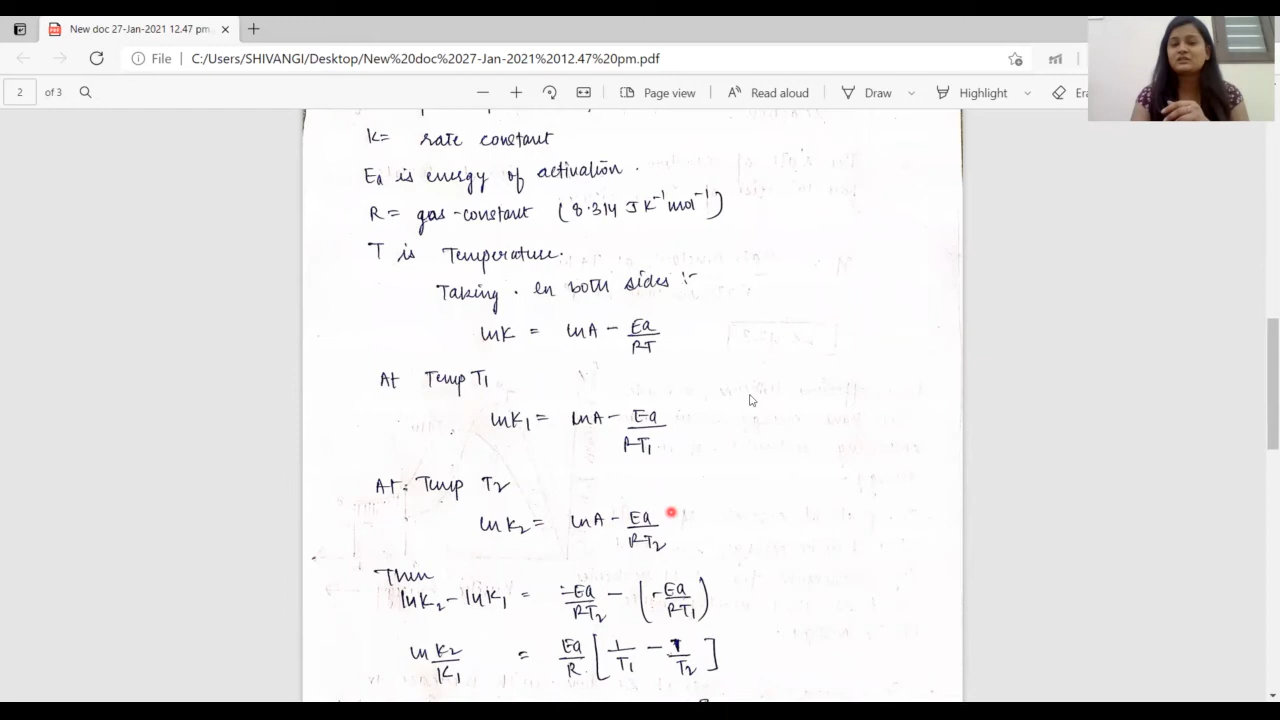 New doc 27-Jan-2021 12.47 pm.
File C:/Users/SHIVANGI/Desktop/New%20doc%2027-Jan-2021%2012.47%20pm.pdf
2 of 3 Page view Read aloud Draw Highlight Era
K= rate constant
Ea is energy of activation.
R= gas-constant (8.314 J K⁻¹ mol⁻¹)
T is Temperature.
Taking . ln both sides :-
lnK = lnA - Ea/RT
At Temp T₁
lnK₁ = lnA - Ea/RT₁
At Temp T₂
lnK₂ = lnA - Ea/RT₂
Then
lnK₂ - lnK₁ = -Ea/RT₂ - (-Ea/RT₁)
ln K₂/K₁ = Ea/R [1/T₁ - 1/T₂]